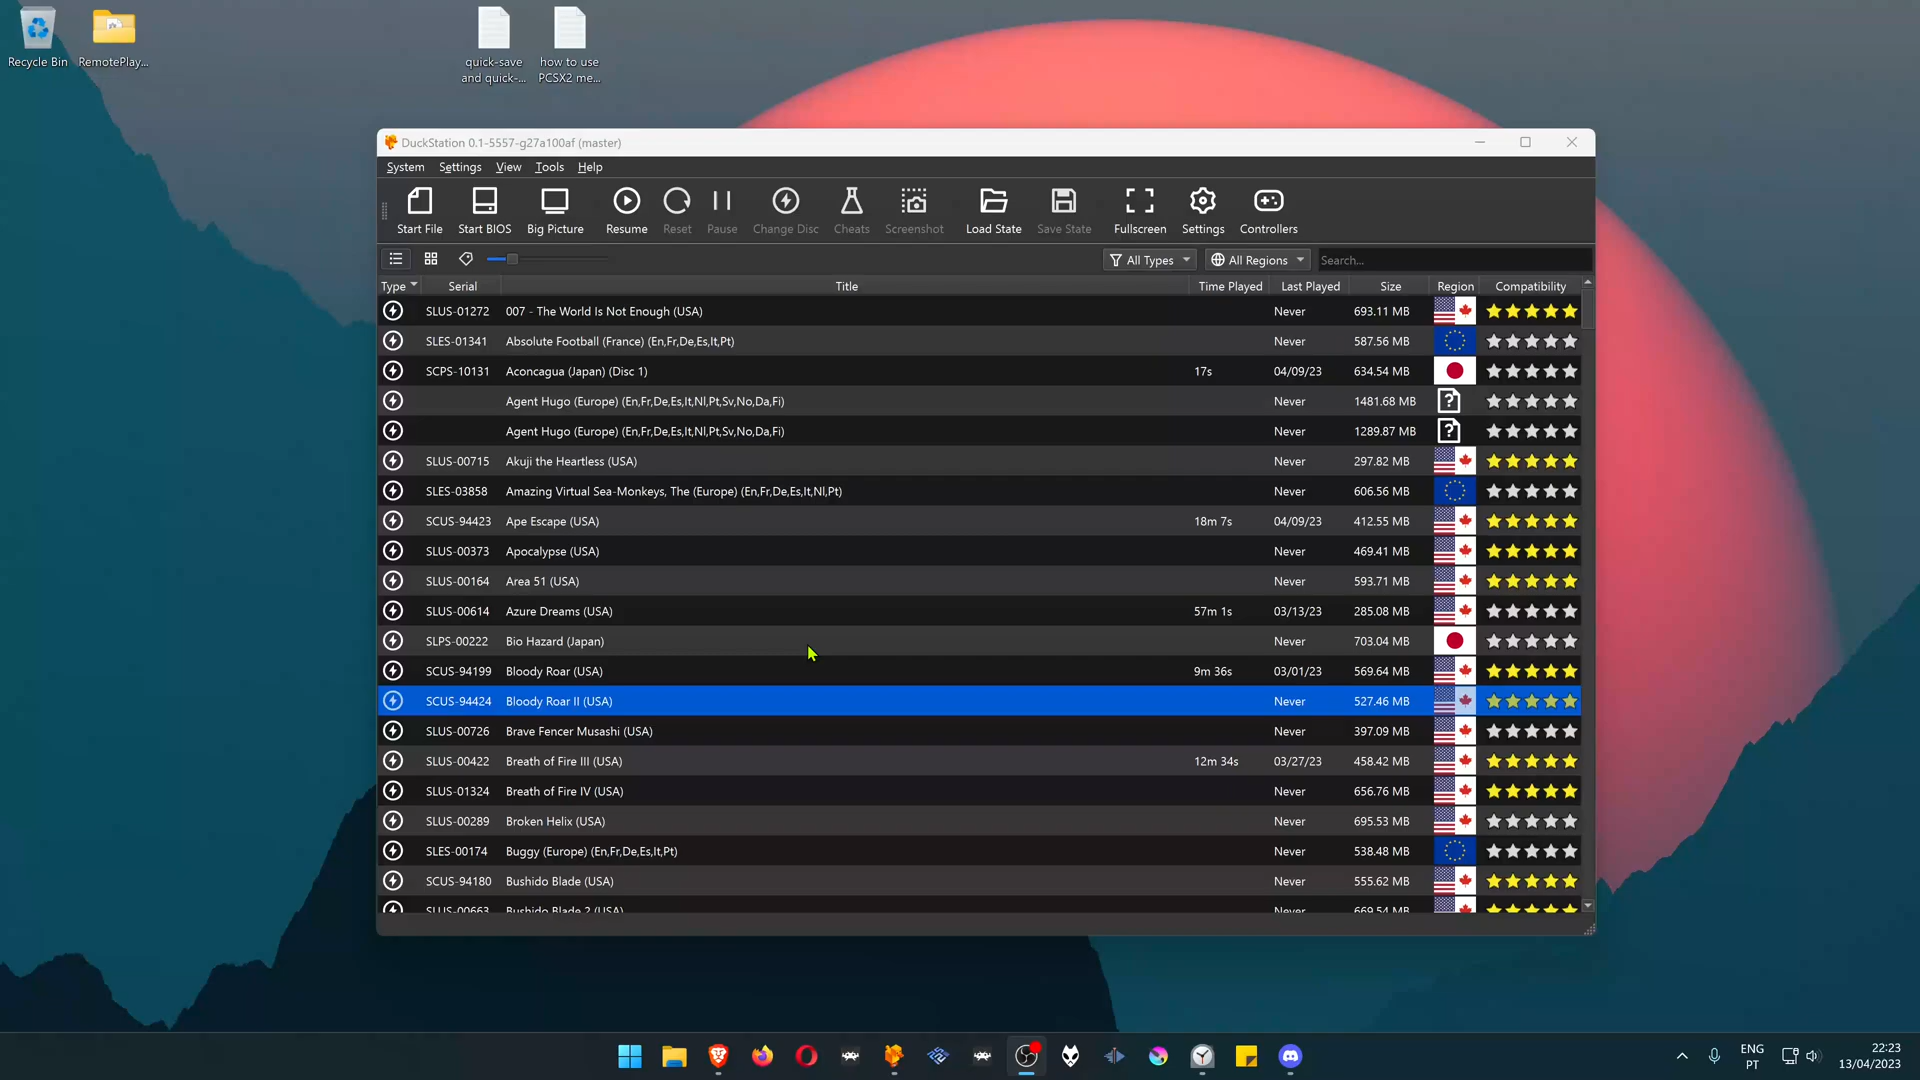 Recycle Bin
RemotePlay...
quick-save
and quick-...
how to use
PCSX2 me...
DuckStation 0.1-5557-g27a100af (master)
System Settings View Tools Help
Start File Start BIOS Big Picture Resume Reset Pause Change Disc Cheats Screenshot Load State Save State Fullscreen Settings Controllers
All Types All Regions Search...
Type Serial Title Time Played Last Played Size Region Compatibility
SLUS-01272 007 - The World Is Not Enough (USA) Never 693.11 MB
SLES-01341 Absolute Football (France) (En,Fr,De,Es,It,Pt) Never 587.56 MB
SCPS-10131 Aconcagua (Japan) (Disc 1) 17s 04/09/23 634.54 MB
Agent Hugo (Europe) (En,Fr,De,Es,It,Nl,Pt,Sv,No,Da,Fi) Never 1481.68 MB ?
Agent Hugo (Europe) (En,Fr,De,Es,It,Nl,Pt,Sv,No,Da,Fi) Never 1289.87 MB ?
SLUS-00715 Akuji the Heartless (USA) Never 297.82 MB
SLES-03858 Amazing Virtual Sea-Monkeys, The (Europe) (En,Fr,De,Es,It,Nl,Pt) Never 606.56 MB
SCUS-94423 Ape Escape (USA) 18m 7s 04/09/23 412.55 MB
SLUS-00373 Apocalypse (USA) Never 469.41 MB
SLUS-00164 Area 51 (USA) Never 593.71 MB
SLUS-00614 Azure Dreams (USA) 57m 1s 03/13/23 285.08 MB
SLPS-00222 Bio Hazard (Japan) Never 703.04 MB
SCUS-94199 Bloody Roar (USA) 9m 36s 03/01/23 569.64 MB
SCUS-94424 Bloody Roar II (USA) Never 527.46 MB
SLUS-00726 Brave Fencer Musashi (USA) Never 397.09 MB
SLUS-00422 Breath of Fire III (USA) 12m 34s 03/27/23 458.42 MB
SLUS-01324 Breath of Fire IV (USA) Never 656.76 MB
SLUS-00289 Broken Helix (USA) Never 695.53 MB
SLES-00174 Buggy (Europe) (En,Fr,De,Es,It,Pt) Never 538.48 MB
SCUS-94180 Bushido Blade (USA) Never 555.62 MB
SLUS-00663 Bushido Blade 2 (USA) Never 669.54 MB
ENG
PT
22:23
13/04/2023